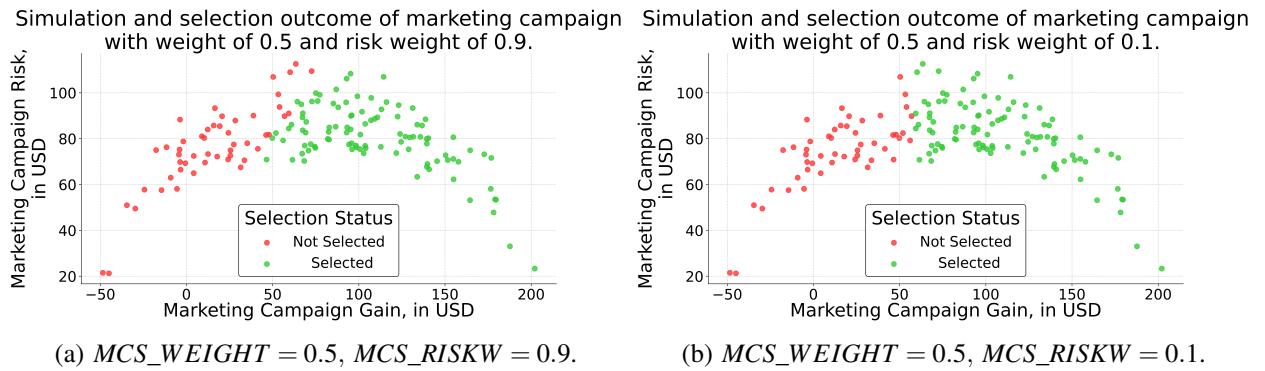 Simulation and selection outcome of marketing campaign
with weight of 0.5 and risk weight of 0.9.
Marketing Campaign Risk,
in USD
100
80
60
40
20
Selection Status
Not Selected
Selected
−50
0
50
100
150
200
Marketing Campaign Gain, in USD
(a) MCS_WEIGHT = 0.5, MCS_RISKW = 0.9.
Simulation and selection outcome of marketing campaign
with weight of 0.5 and risk weight of 0.1.
Marketing Campaign Risk,
in USD
100
80
60
40
20
Selection Status
Not Selected
Selected
−50
0
50
100
150
200
Marketing Campaign Gain, in USD
(b) MCS_WEIGHT = 0.5, MCS_RISKW = 0.1.